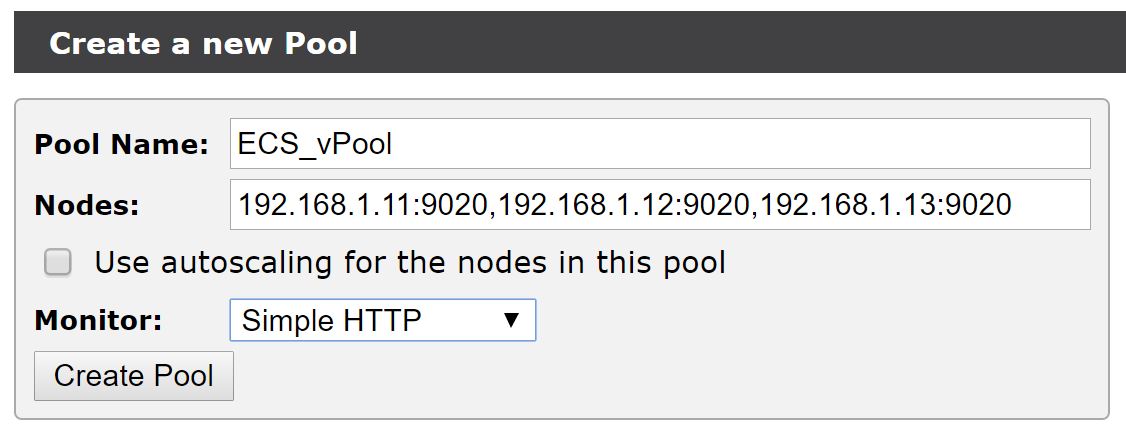 Create a new Pool
Pool Name: ECS_vPool
Nodes: 192.168.1.11:9020,192.168.1.12:9020,192.168.1.13:9020
Use autoscaling for the nodes in this pool
Monitor: Simple HTTP
Create Pool